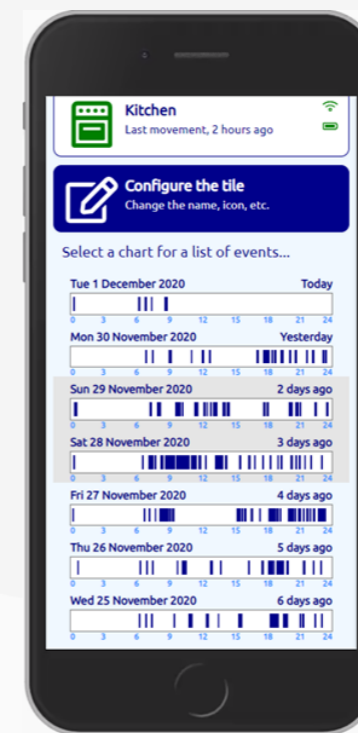 Kitchen
Last movement, 2 hours ago
Configure the tile
Change the name, icon, etc.
Select a chart for a list of events...
Tue 1 December 2020 Today
0 3 6 9 12 15 18 21 24
Mon 30 November 2020 Yesterday
0 3 6 9 12 15 18 21 24
Sun 29 November 2020 2 days ago
0 3 6 9 12 15 18 21 24
Sat 28 November 2020 3 days ago
0 3 6 9 12 15 18 21 24
Fri 27 November 2020 4 days ago
0 3 6 9 12 15 18 21 24
Thu 26 November 2020 5 days ago
0 3 6 9 12 15 18 21 24
Wed 25 November 2020 6 days ago
0 3 6 9 12 15 18 21 24